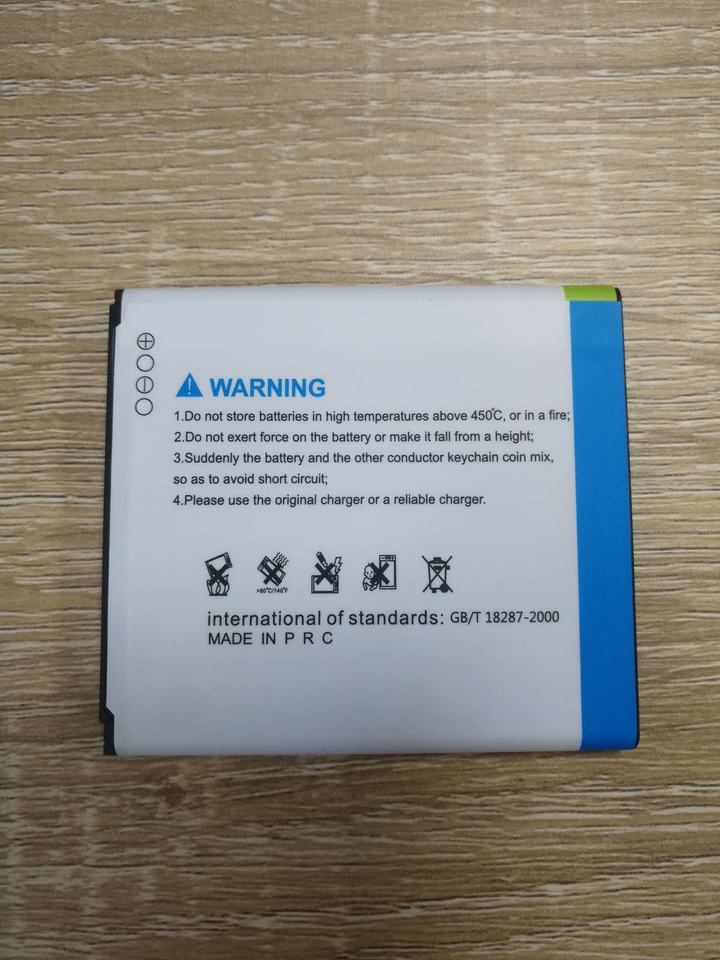 WARNING
1.Do not store batteries in high temperatures above 450℃, or in a fire;
2.Do not exert force on the battery or make it fall from a height;
3.Suddenly the battery and the other conductor keychain coin mix,
so as to avoid short circuit;
4.Please use the original charger or a reliable charger.
>60°C/140°F
international of standards: GB/T 18287-2000
MADE IN P R C